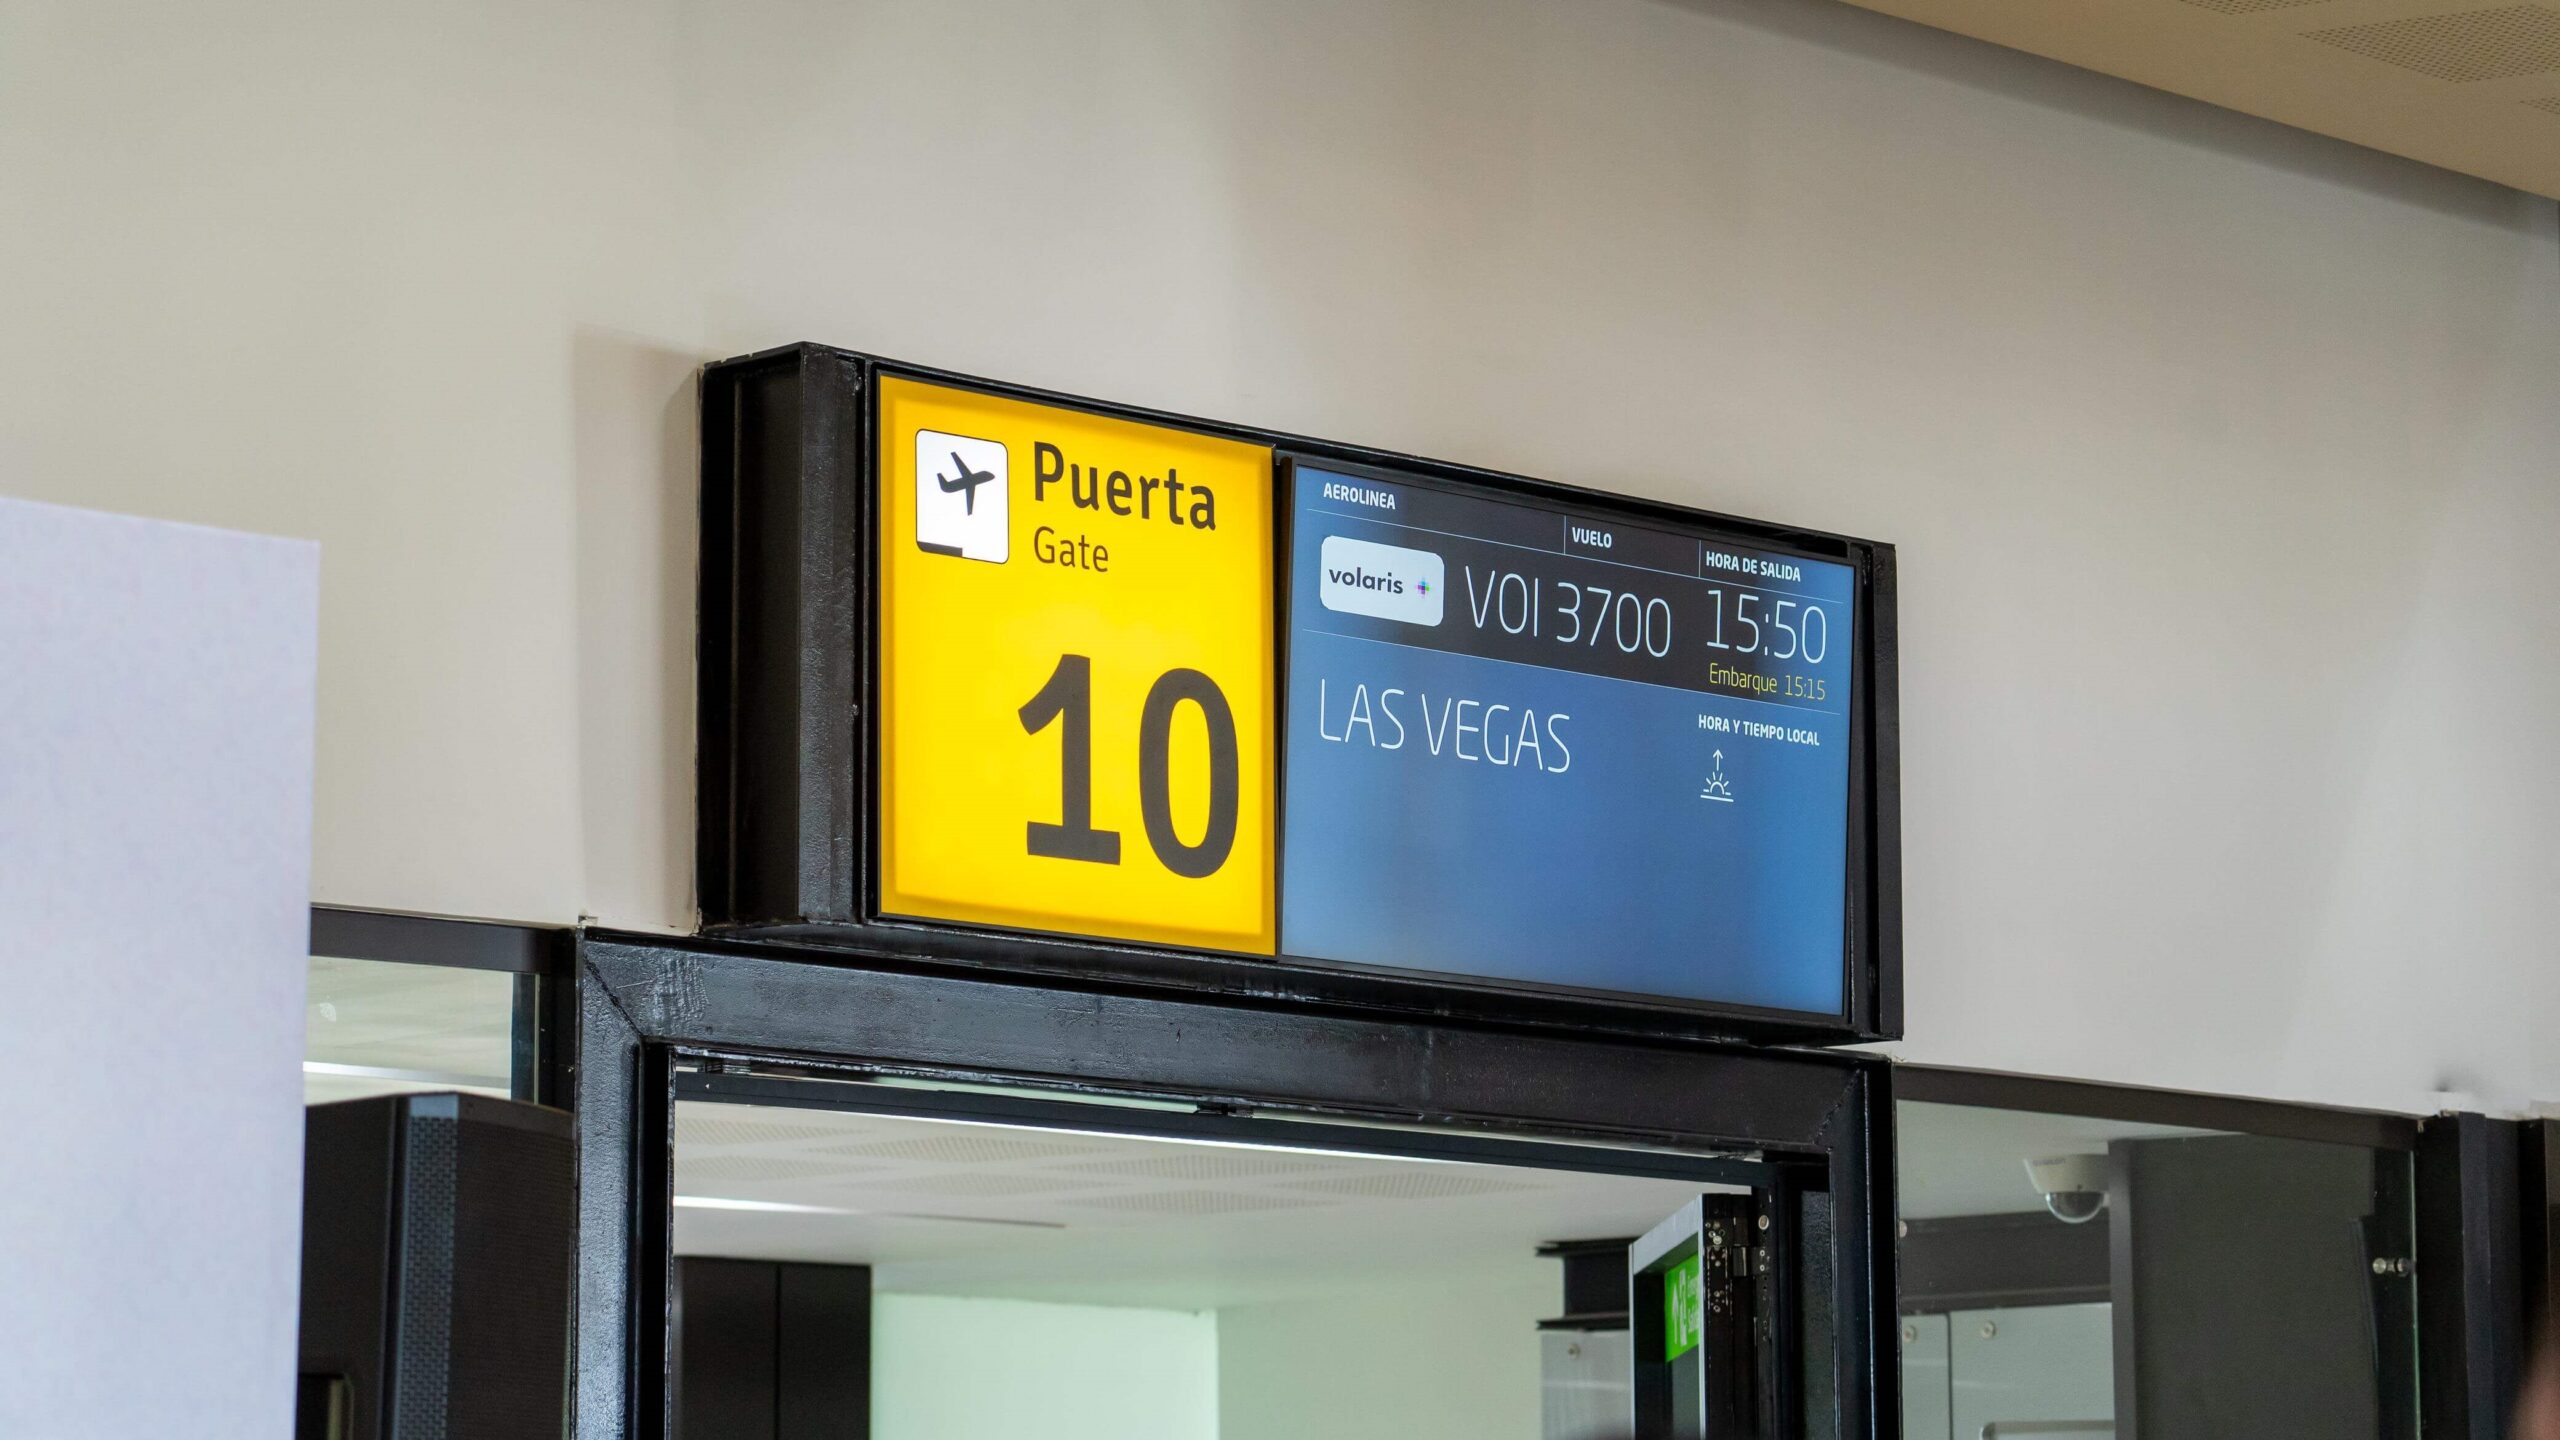 Puerta
Gate
10
AEROLINEA
VUELO
HORA DE SALIDA
volaris
VOI 3700
15:50
Embarque 15:15
LAS VEGAS
HORA Y TIEMPO LOCAL